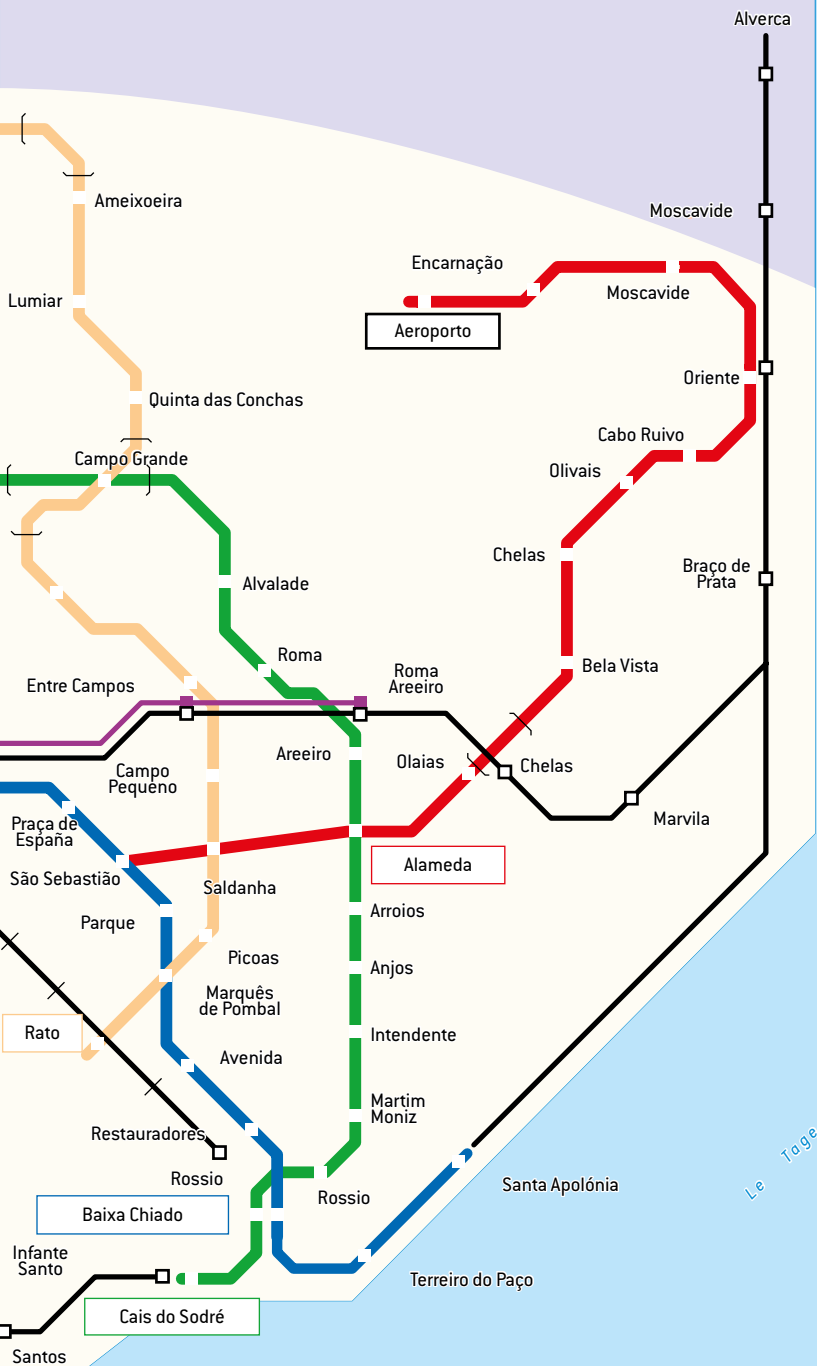 Alverca
Ameixoeira
Moscavide
Encarnação
Moscavide
Lumiar
Aeroporto
Oriente
Quinta das Conchas
Cabo Ruivo
Campo Grande
Olivais
Chelas
Braço de
Prata
Alvalade
Roma
Bela Vista
Roma
Areeiro
Entre Campos
Areeiro
Olaias
Chelas
Campo
Pequeno
Marvila
Praça de
España
Alameda
São Sebastião
Saldanha
Arroios
Parque
Picoas
Anjos
Marquês
de Pombal
Rato
Intendente
Avenida
Martim
Moniz
Restauradores
Le Tage
Rossio
Santa Apolónia
Rossio
Baixa Chiado
Infante
Santo
Terreiro do Paço
Cais do Sodré
Santos